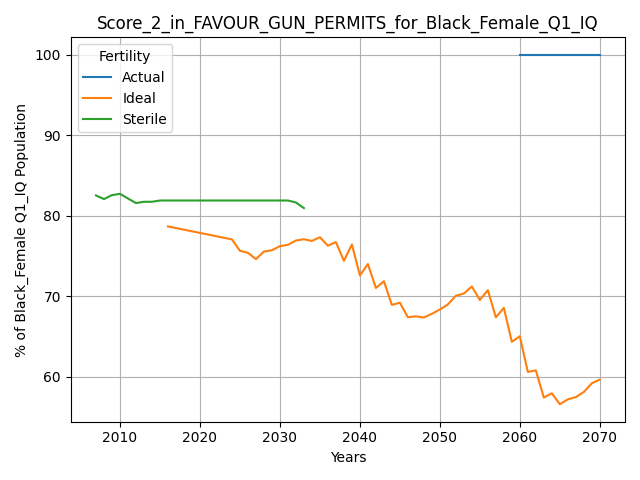 Score_2_in_FAVOUR_GUN_PERMITS_for_Black_Female_Q1_IQ
Fertility
Actual
Ideal
Sterile
% of Black_Female Q1_IQ Population
100
90
80
70
60
2010 2020 2030 2040 2050 2060 2070
Years